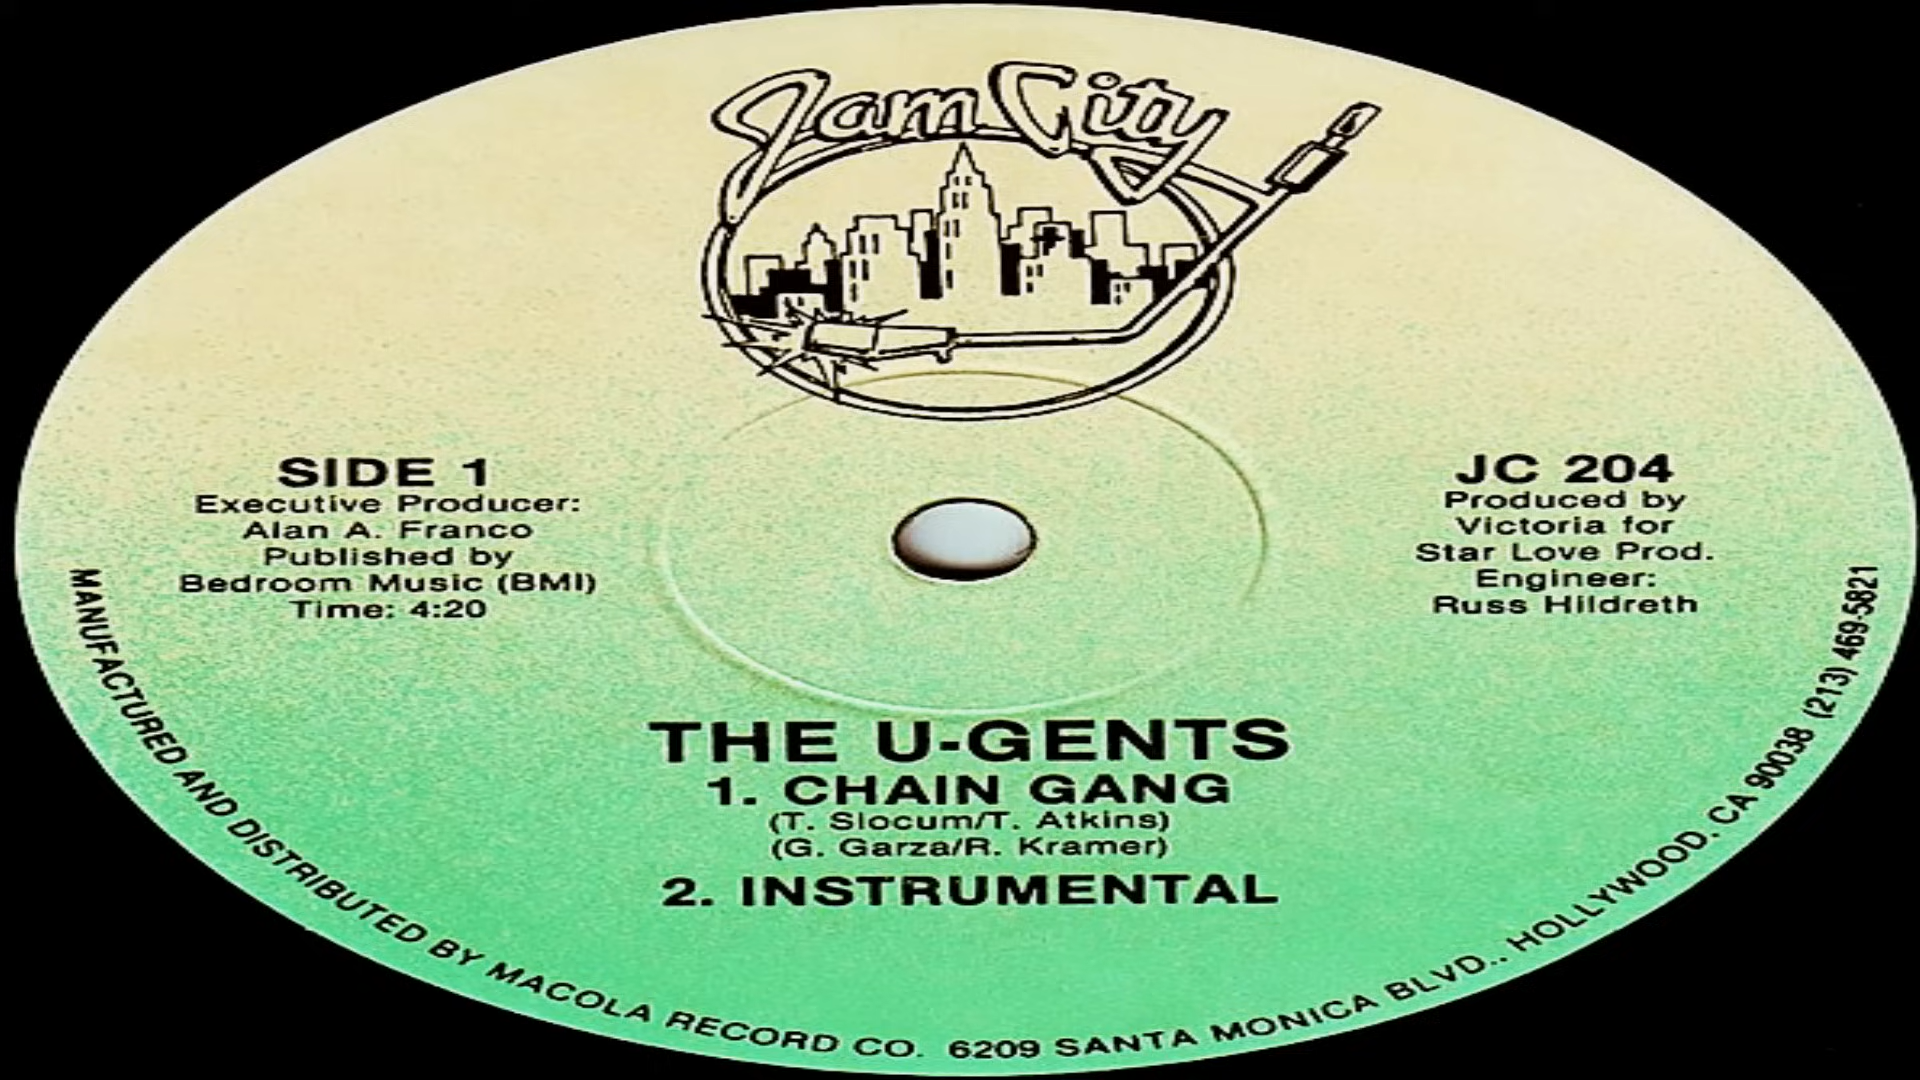 Jam City
SIDE 1
Executive Producer:
Alan A. Franco
Published by
Bedroom Music (BMI)
Time: 4:20
JC 204
Produced by
Victoria for
Star Love Prod.
Engineer:
Russ Hildreth
THE U-GENTS
1. CHAIN GANG
(T. Slocum/T. Atkins)
(G. Garza/R. Kramer)
2. INSTRUMENTAL
MANUFACTURED AND DISTRIBUTED BY MACOLA RECORD CO. 6209 SANTA MONICA BLVD., HOLLYWOOD, CA 90038 (213) 469-5821